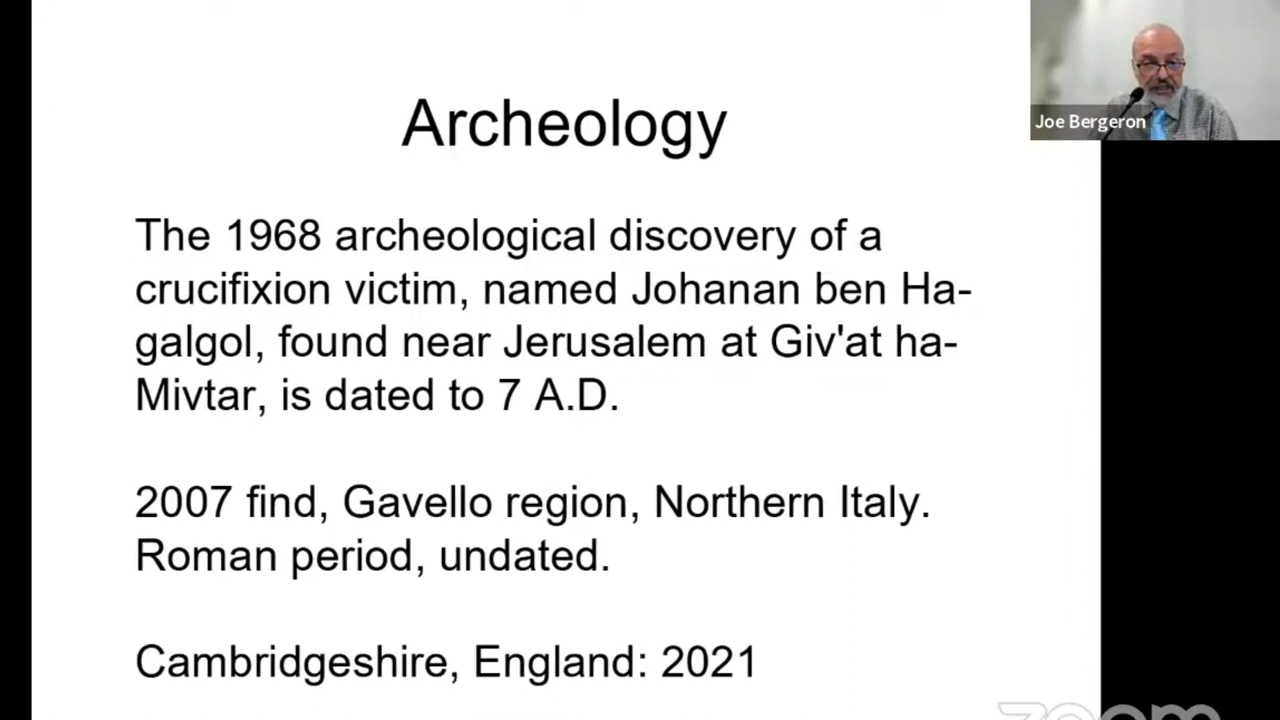 Archeology
Joe Bergeron
The 1968 archeological discovery of a
crucifixion victim, named Johanan ben Ha-
galgol, found near Jerusalem at Giv'at ha-
Mivtar, is dated to 7 A.D.
2007 find, Gavello region, Northern Italy.
Roman period, undated.
Cambridgeshire, England: 2021
zoom